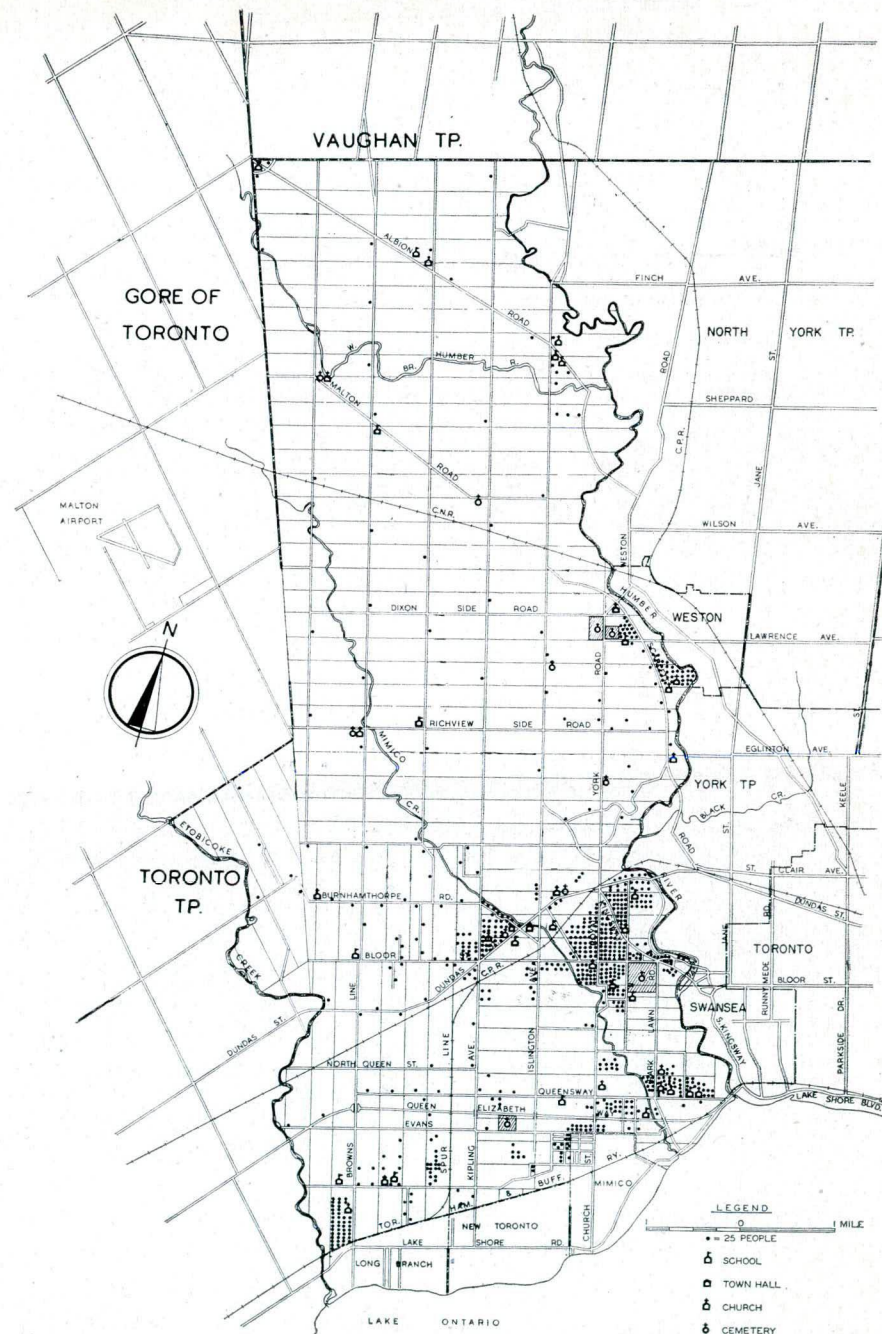 VAUGHAN TP.
GORE OF
TORONTO
ALBION
ROAD
FINCH AVE.
NORTH YORK TP.
W. BR. HUMBER R.
ROAD
SHEPPARD
MALTON
ROAD
C.P.R.
JANE ST.
MALTON
AIRPORT
C.N.R.
WILSON AVE.
WESTON
HUMBER
WESTON
DIXON SIDE ROAD
LAWRENCE AVE.
N
ROAD
RICHVIEW SIDE ROAD
EGLINTON AVE.
MIMICO
CR.
YORK
YORK TP
BLACK CR.
ST.
KEELE
ST.
ROAD
ETOBICOKE
TORONTO
TP.
CREEK
BURNHAMTHORPE RD.
RIVER
ST. CLAIR AVE.
DUNDAS ST.
ROYAL
JANE
RD.
TORONTO
BLOOR
DUNDAS
C.P.R.
RD.
BLOOR ST.
RUNNYMEDE
SWANSEA
LINE
DUNDAS ST.
LAWN
S. KINGSWAY
PARKSIDE DR.
LINE
AVE
ISLINGTON
NORTH QUEEN ST.
PARK
QUEENSWAY
LAKE SHORE BLVD.
QUEEN ELIZABETH
EVANS
BROWNS
SPUR
KIPLING
ST.
TOR. HAM. & BUFF. RY.
MIMICO
CHURCH
NEW TORONTO
LAKE SHORE RD.
LONG BRANCH
LAKE ONTARIO
LEGEND
0 1 MILE
• = 25 PEOPLE
SCHOOL
TOWN HALL
CHURCH
CEMETERY